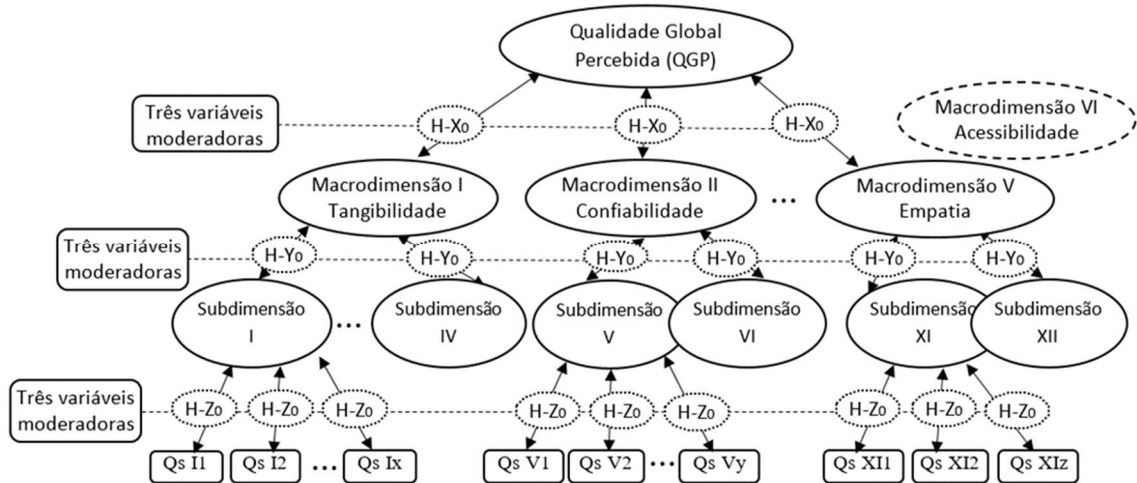 Qualidade Global
Percebida (QGP)
Três variáveis
moderadoras
H-X₀
H-X₀
H-X₀
Macrodimensão VI
Acessibilidade
Macrodimensão I
Tangibilidade
Macrodimensão II
Confiabilidade
...
Macrodimensão V
Empatia
Três variáveis
moderadoras
H-Y₀
H-Y₀
H-Y₀
H-Y₀
H-Y₀
H-Y₀
Subdimensão
I
...
Subdimensão
IV
Subdimensão
V
Subdimensão
VI
Subdimensão
XI
Subdimensão
XII
Três variáveis
moderadoras
H-Z₀
H-Z₀
H-Z₀
H-Z₀
H-Z₀
H-Z₀
H-Z₀
H-Z₀
H-Z₀
Qs I1
Qs I2
...
Qs Ix
Qs V1
Qs V2
...
Qs Vy
Qs XI1
Qs XI2
Qs XIz